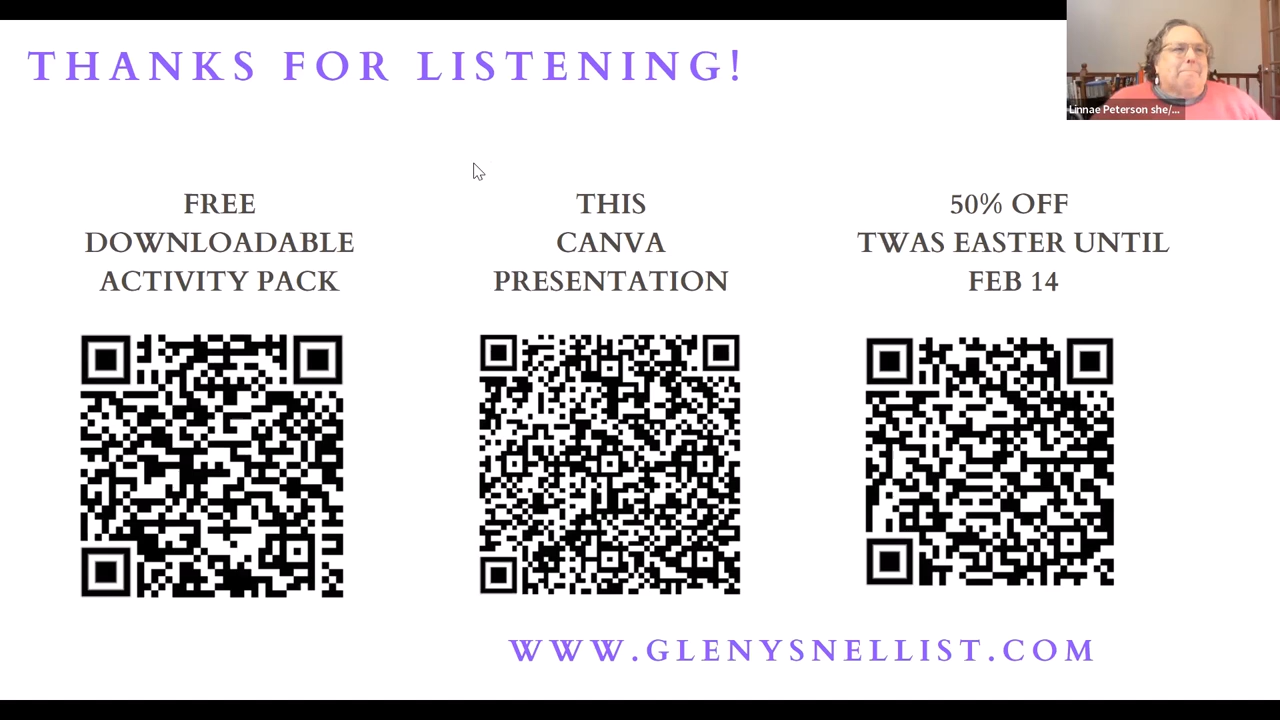 THANKS FOR LISTENING!
Linnae Peterson she/...
FREE
DOWNLOADABLE
ACTIVITY PACK
THIS
CANVA
PRESENTATION
50% OFF
TWAS EASTER UNTIL
FEB 14
WWW.GLENYSNELLIST.COM